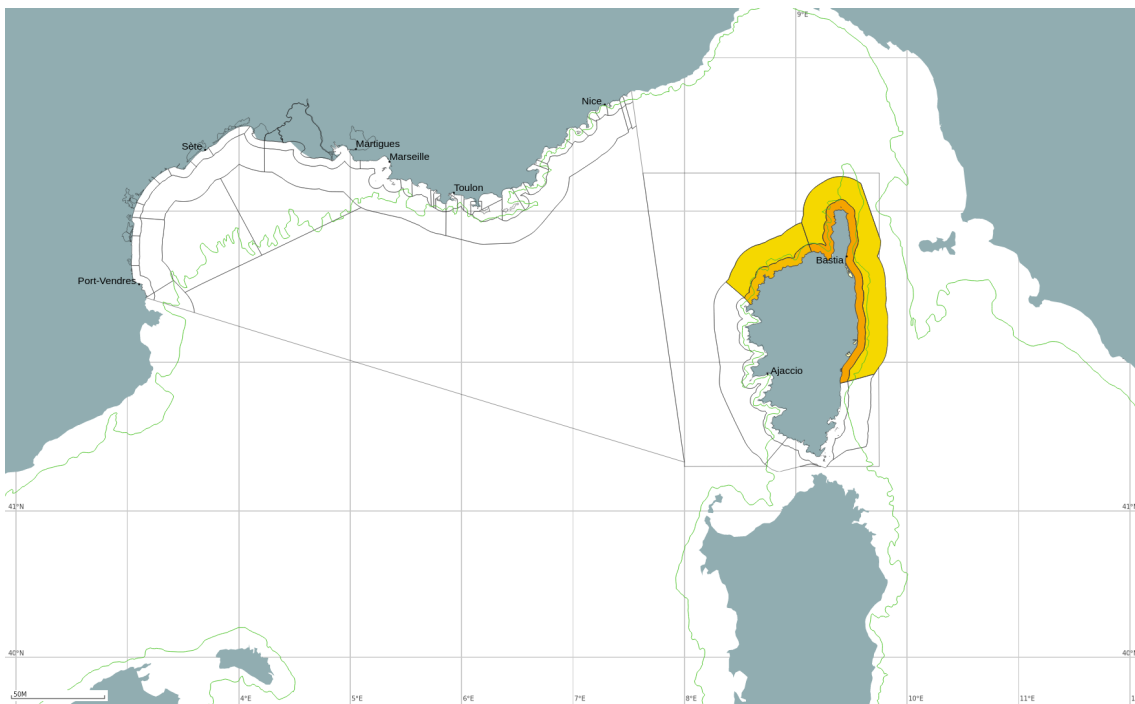 9°E
Nice
Sète
Martigues
Marseille
Toulon
Bastia
Port-Vendres
Ajaccio
41°N
41°N
40°N
40°N
50M
4°E
5°E
6°E
7°E
8°E
10°E
11°E